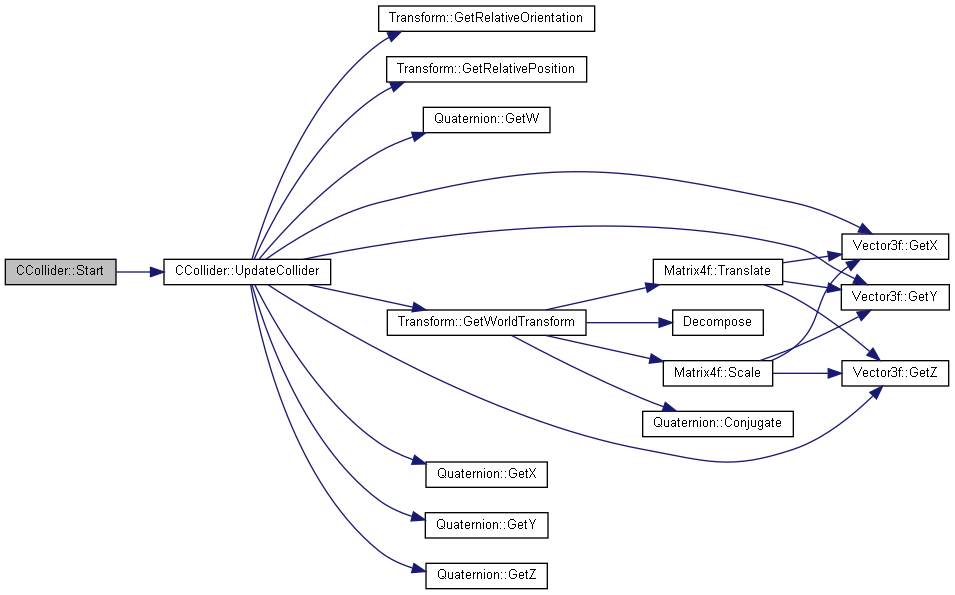 Transform::GetRelativeOrientation
Transform::GetRelativePosition
Quaternion::GetW
Vector3f::GetX
CCollider::Start
CCollider::UpdateCollider
Matrix4f::Translate
Vector3f::GetY
Transform::GetWorldTransform
Decompose
Matrix4f::Scale
Vector3f::GetZ
Quaternion::Conjugate
Quaternion::GetX
Quaternion::GetY
Quaternion::GetZ